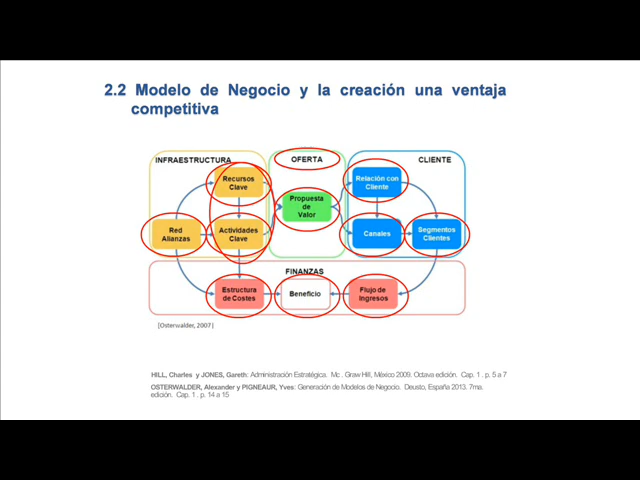 2.2 Modelo de Negocio y la creación una ventaja
competitiva
INFRAESTRUCTURA
OFERTA
CLIENTE
Recursos
Clave
Relación con
Cliente
Propuesta
de
Valor
Red
Alianzas
Actividades
Clave
Canales
Segmentos
Clientes
FINANZAS
Estructura
de Costes
Beneficio
Flujo de
Ingresos
[Osterwalder, 2007]
HILL, Charles y JONES, Gareth: Administración Estratégica. Mc . Graw Hill, México 2009. Octava edición. Cap. 1 . p. 5 a 7
OSTERWALDER, Alexander y PIGNEAUR, Yves: Generación de Modelos de Negocio. Deusto, España 2013. 7ma.
edición. Cap. 1 . p. 14 a 15